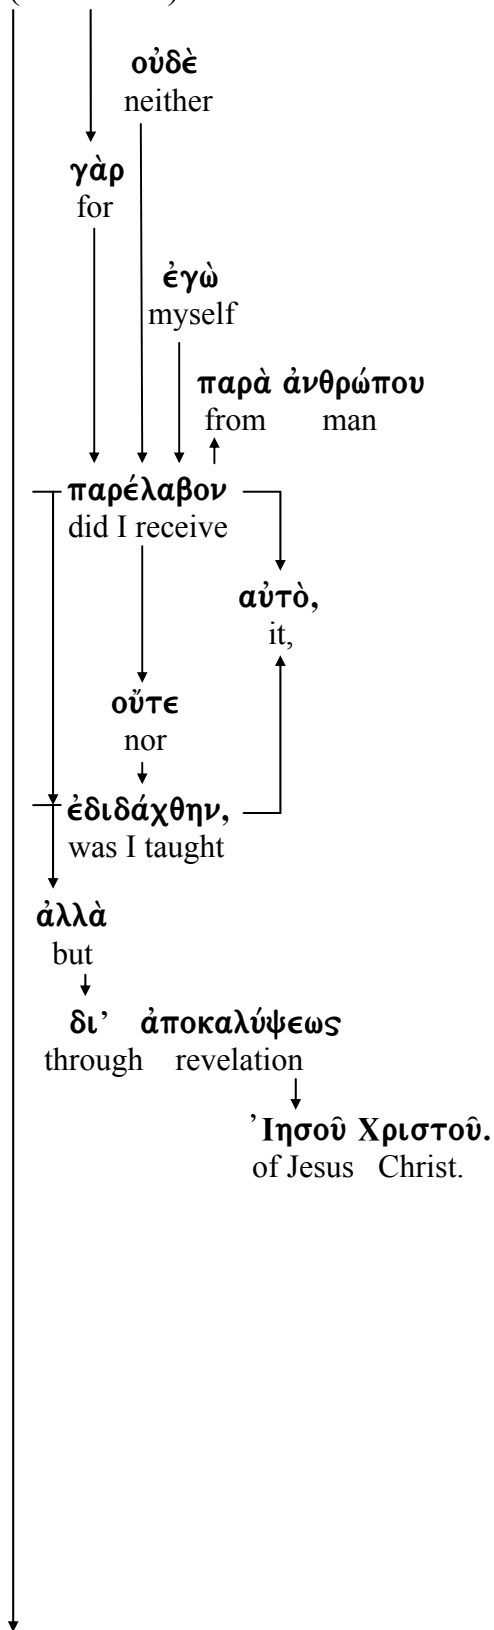 οὐδὲ
neither
γὰρ
for
ἐγὼ
myself
παρὰ ἀνθρώπου
from man
παρέλαβον
did I receive
αὐτὸ,
it,
οὔτε
nor
ἐδιδάχθην,
was I taught
ἀλλὰ
but
δι’ ἀποκαλύψεως
through revelation
Ἰησοῦ Χριστοῦ.
of Jesus Christ.